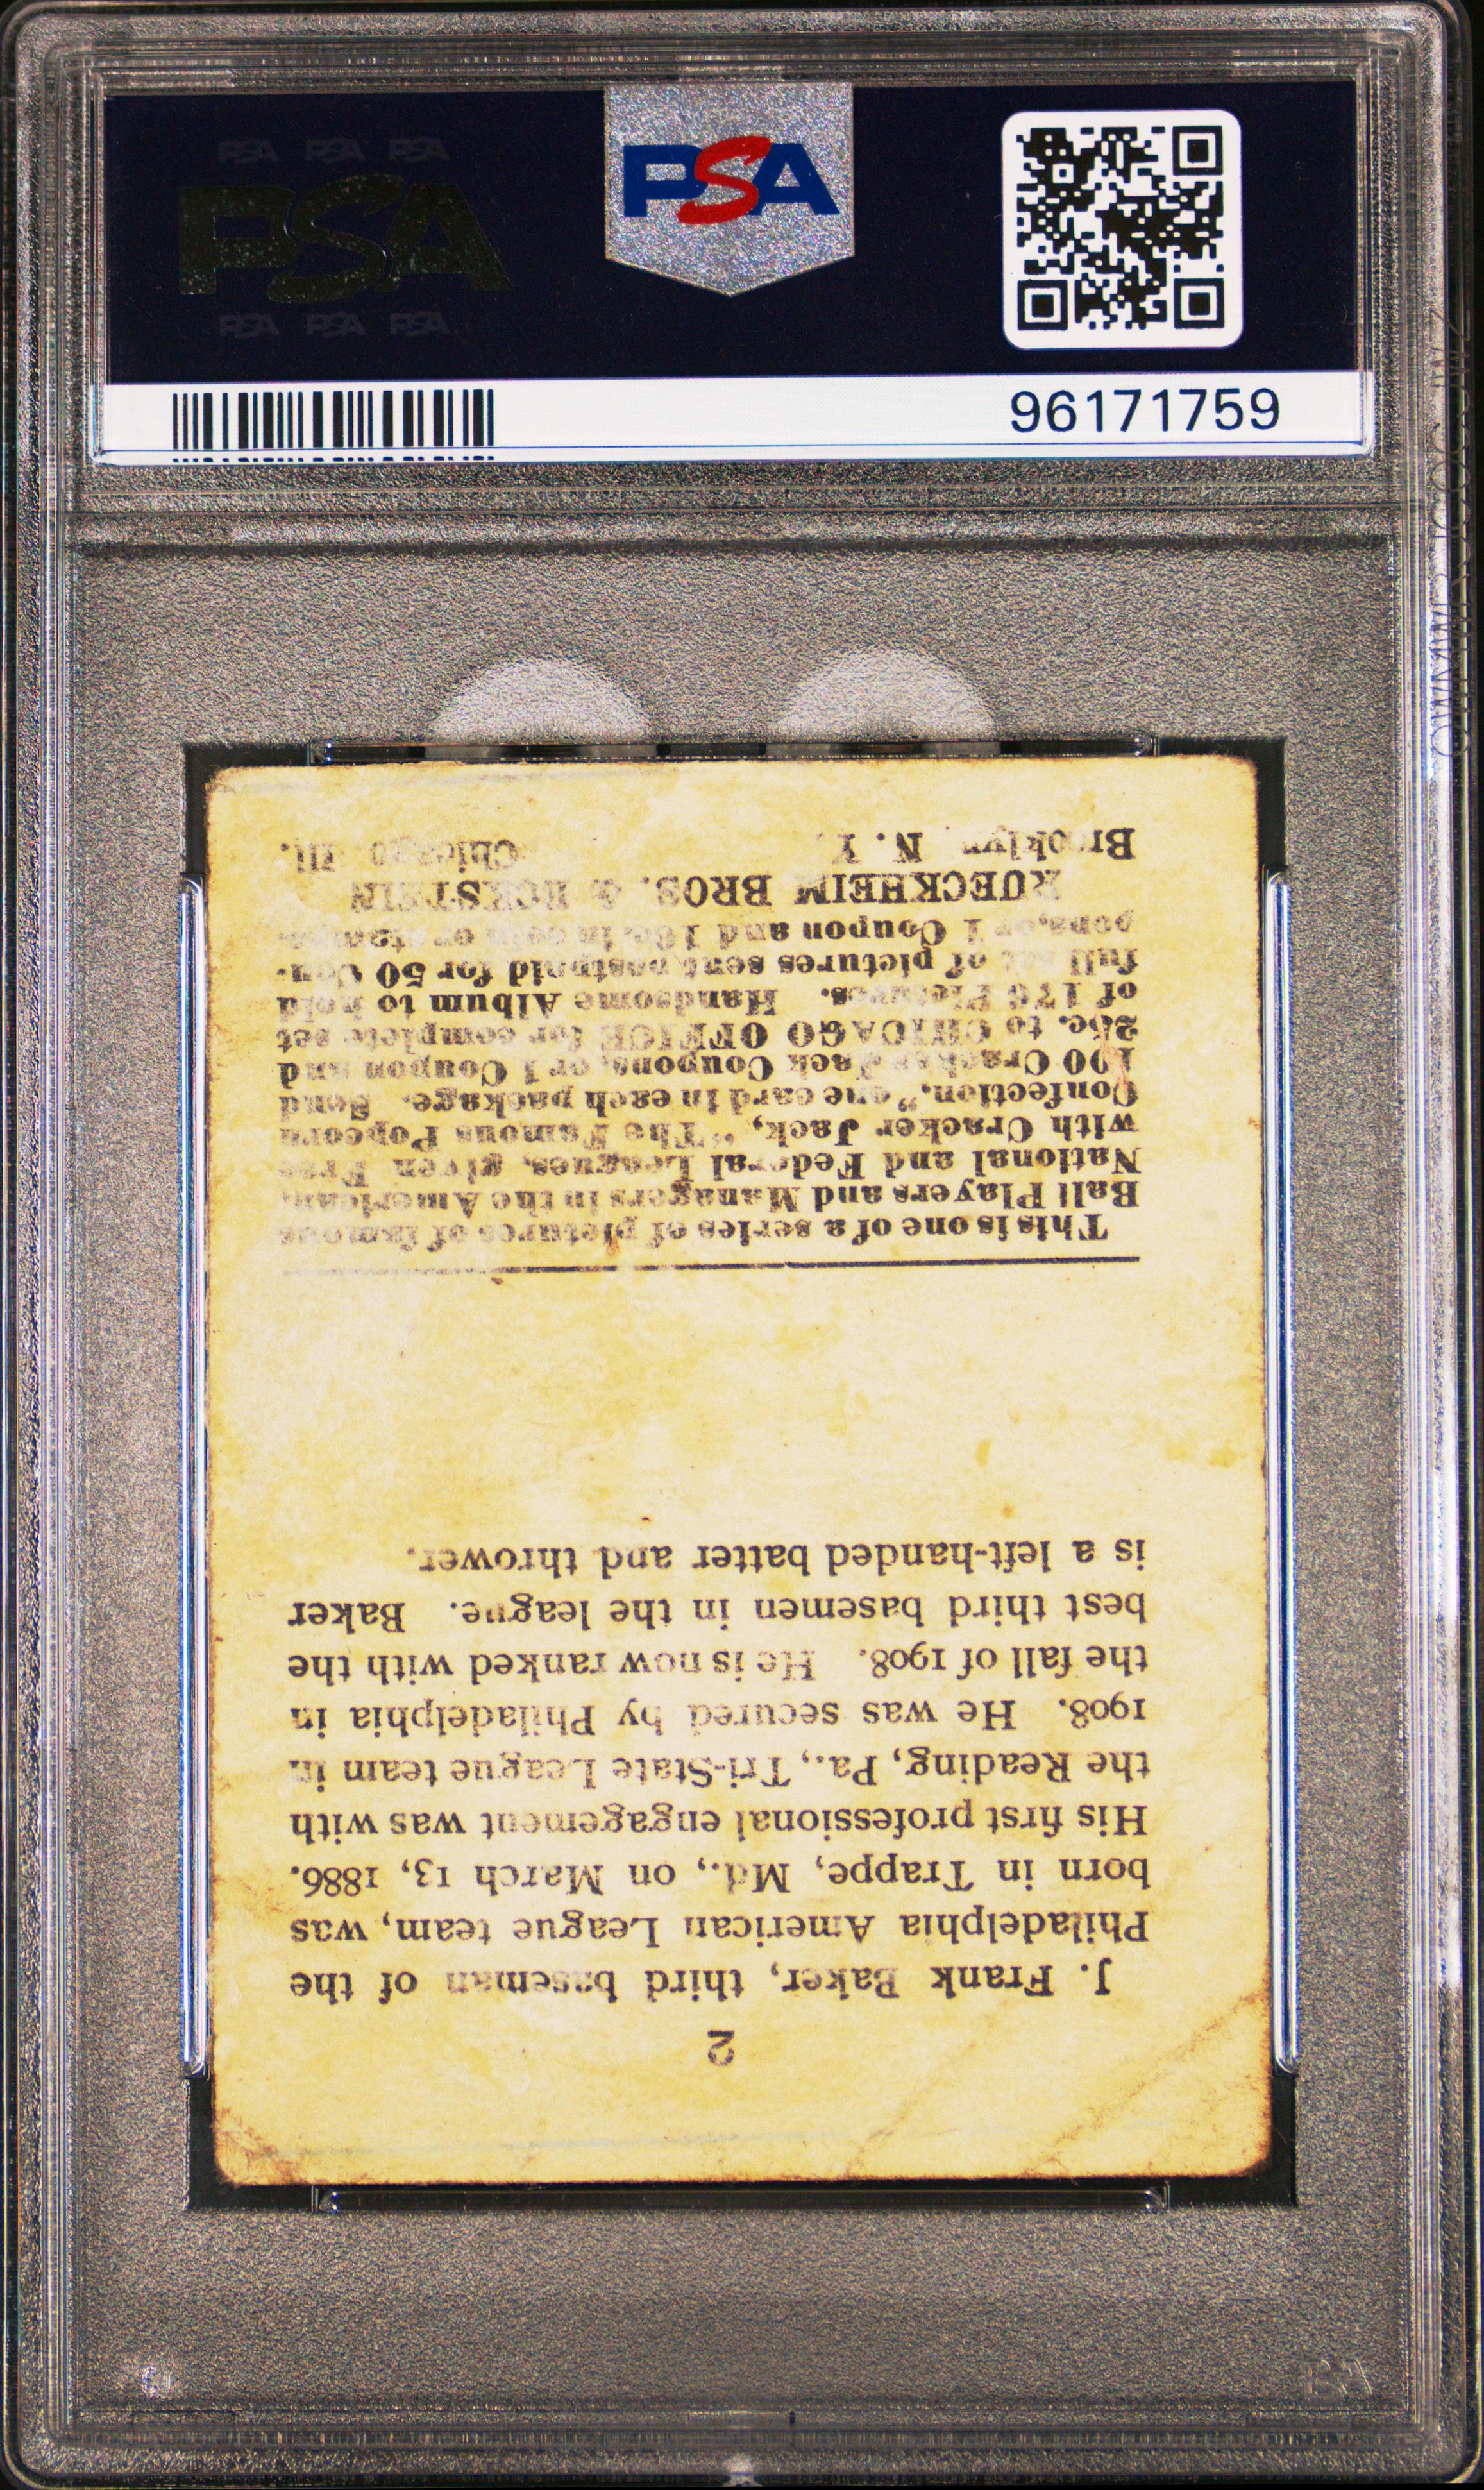 PSA
PSA PSA PSA
PSA
PSA PSA PSA
96171759
2
J. Frank Baker, third baseman of the
Philadelphia American League team, was
born in Trappe, Md., on March 13, 1886.
His first professional engagement was with
the Reading, Pa., Tri-State League team in
1908. He was secured by Philadelphia in
the fall of 1908. He is now ranked with the
best third basemen in the league. Baker
is a left-handed batter and thrower.
This is one of a series of pictures of famous
Ball Players and Managers in the American,
National and Federal Leagues, given Free
with Cracker Jack, "The Famous Popcorn
Confection," one card in each package. Send
100 Cracker Jack Coupons, or 1 Coupon and
25c. to CHICAGO OFFICE for complete set
of 176 Pictures. Handsome Album to hold
full set of pictures sent postpaid for 50 Cou-
pons, or 1 Coupon and 10c. in coin or stamps.
RUECKHEIM BROS. & ECKSTEIN
Brooklyn, N. Y. Chicago, Ill.